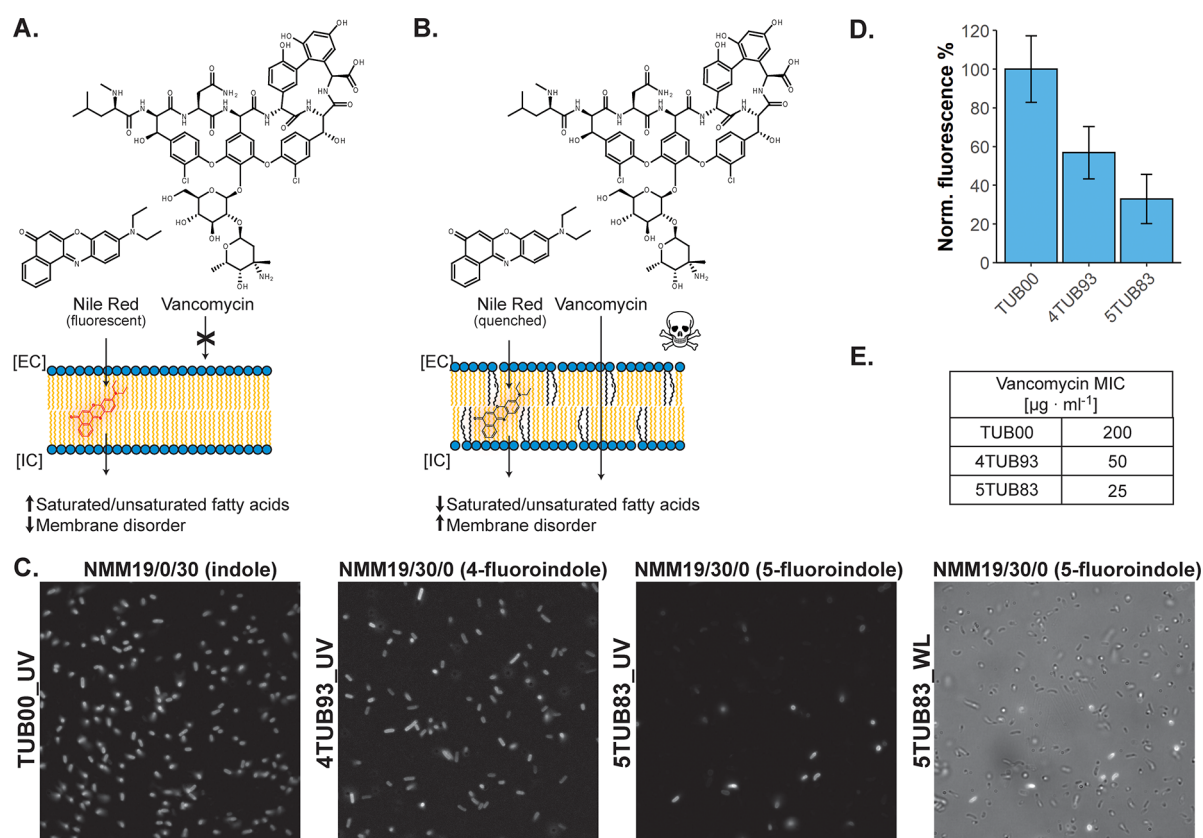 A.
Nile Red
(fluorescent)
Vancomycin
[EC]
[IC]
Saturated/unsaturated fatty acids
Membrane disorder
B.
Nile Red
(quenched)
Vancomycin
[EC]
[IC]
Saturated/unsaturated fatty acids
Membrane disorder
C.
NMM19/0/30 (indole)
TUB00_UV
NMM19/30/0 (4-fluoroindole)
4TUB93_UV
NMM19/30/0 (5-fluoroindole)
5TUB83_UV
NMM19/30/0 (5-fluoroindole)
5TUB83_WL
D.
Norm. fluorescence %
120
100
80
60
40
20
0
TUB00
4TUB93
5TUB83
E.
Vancomycin MIC
[µg · ml⁻¹]
TUB00 200
4TUB93 50
5TUB83 25